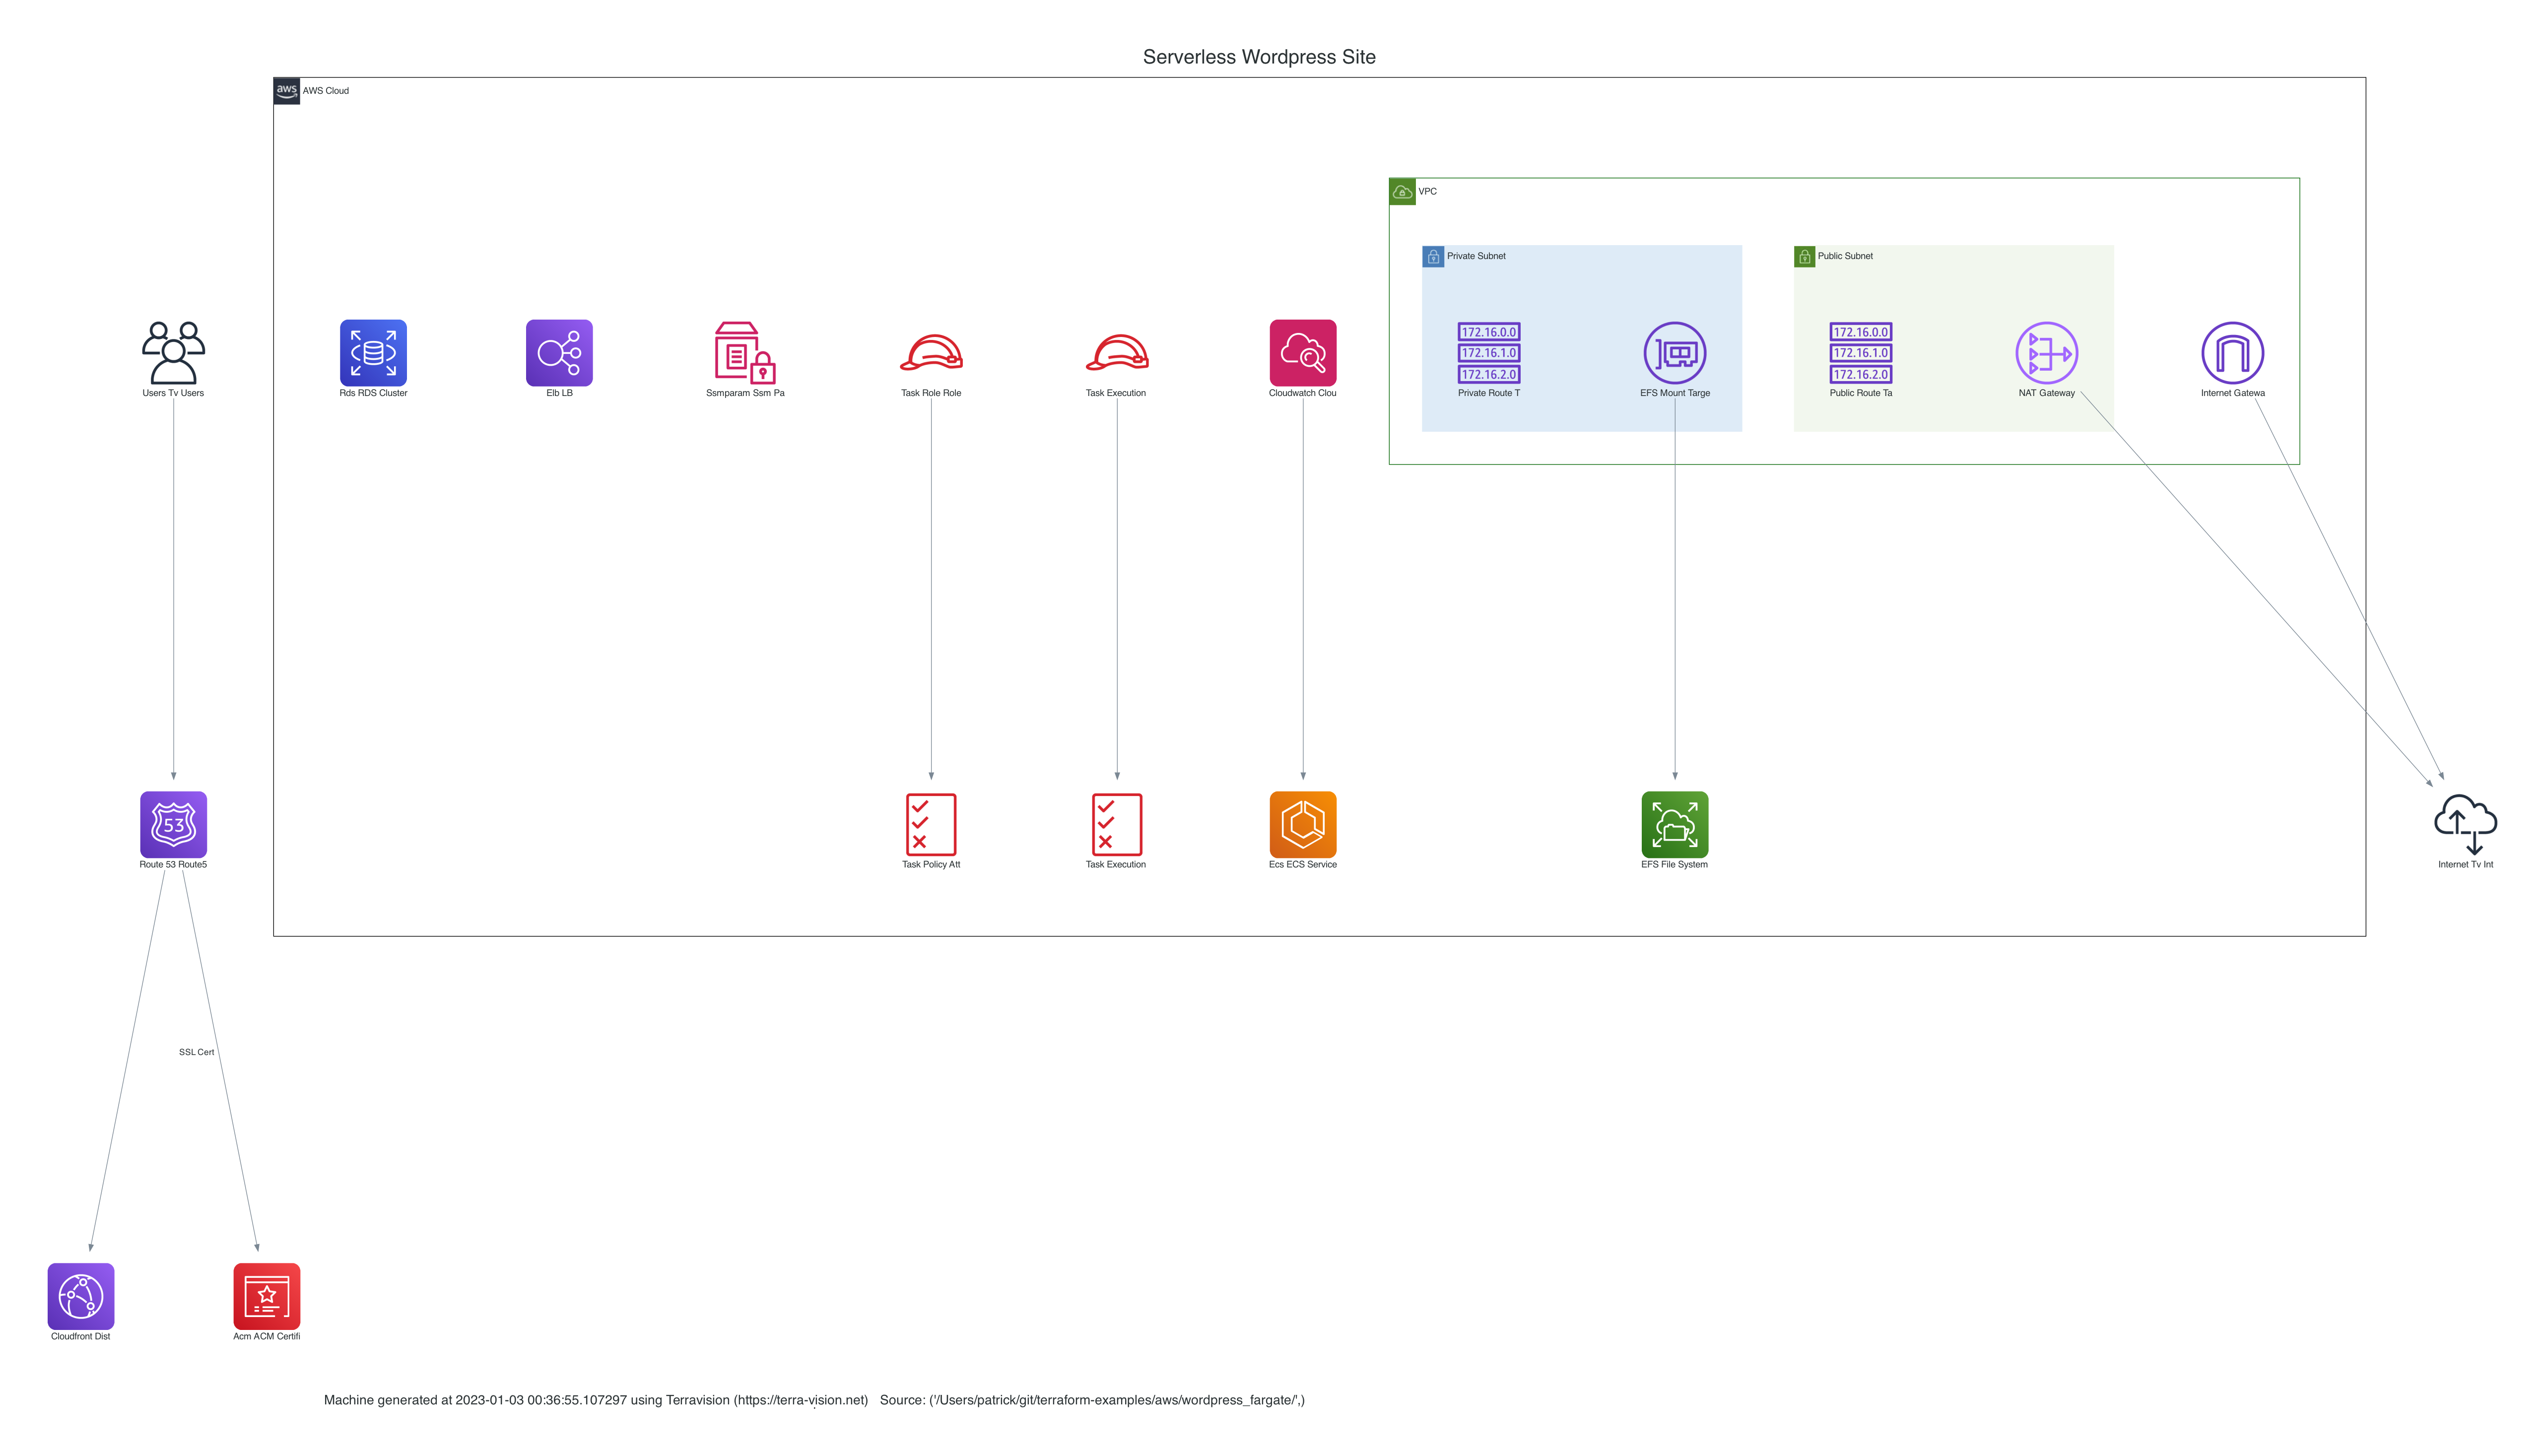 Serverless Wordpress Site
aws
AWS Cloud
VPC
Private Subnet
Public Subnet
172.16.0.0
172.16.1.0
172.16.2.0
172.16.0.0
172.16.1.0
172.16.2.0
Users Tv Users
Rds RDS Cluster
Elb LB
Ssmparam Ssm Pa
Task Role Role
Task Execution
Cloudwatch Clou
Private Route T
EFS Mount Targe
Public Route Ta
NAT Gateway
Internet Gatewa
53
Route 53 Route5
Task Policy Att
Task Execution
Ecs ECS Service
EFS File System
Internet Tv Int
SSL Cert
Cloudfront Dist
Acm ACM Certifi
Machine generated at 2023-01-03 00:36:55.107297 using Terravision (https://terra-vision.net)   Source: ('/Users/patrick/git/terraform-examples/aws/wordpress_fargate/',)